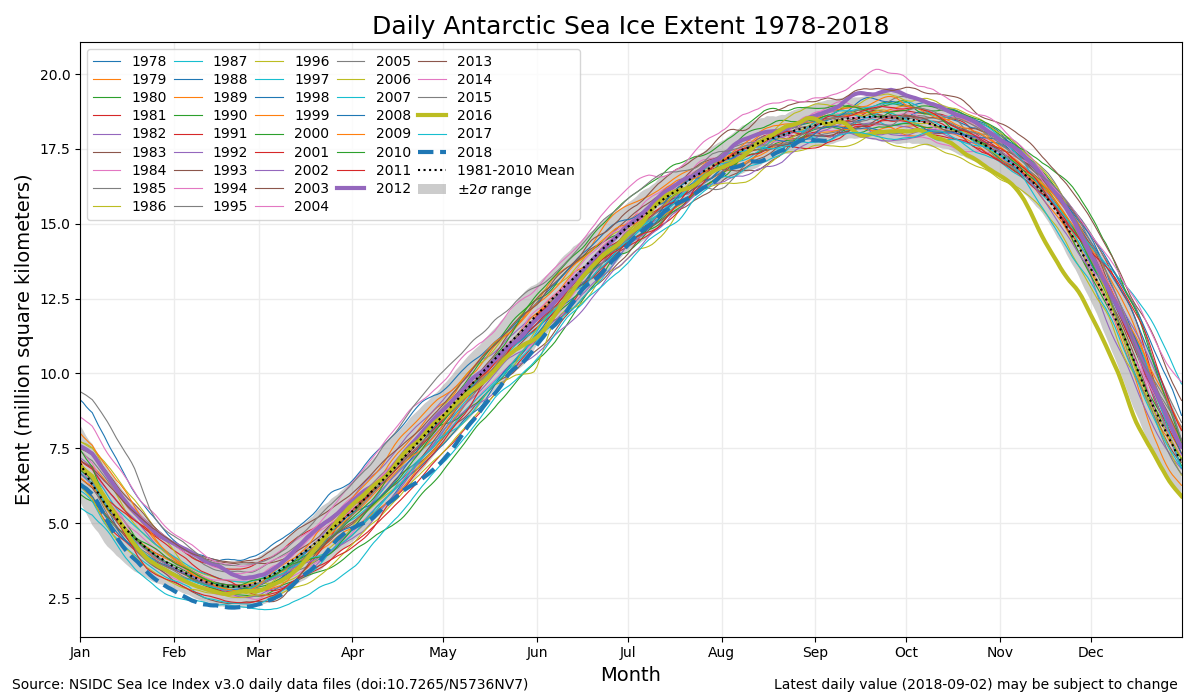 Daily Antarctic Sea Ice Extent 1978-2018
Extent (million square kilometers)
20.0
17.5
15.0
12.5
10.0
7.5
5.0
2.5
1978 1987 1996 2005 2013
1979 1988 1997 2006 2014
1980 1989 1998 2007 2015
1981 1990 1999 2008 2016
1982 1991 2000 2009 2017
1983 1992 2001 2010 2018
1984 1993 2002 2011 1981-2010 Mean
1985 1994 2003 2012 ±2σ range
1986 1995 2004
Jan Feb Mar Apr May Jun Jul Aug Sep Oct Nov Dec
Month
Source: NSIDC Sea Ice Index v3.0 daily data files (doi:10.7265/N5736NV7)
Latest daily value (2018-09-02) may be subject to change